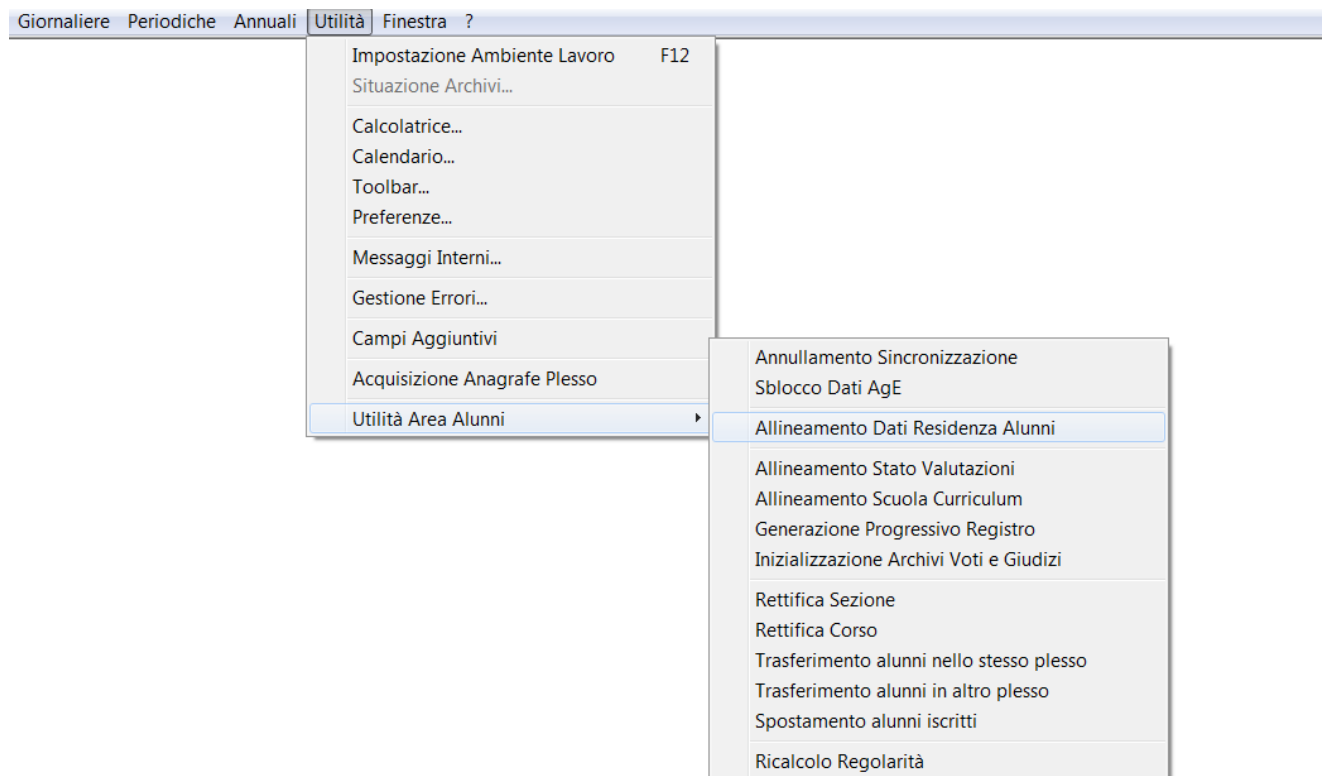 Giornaliere Periodiche Annuali Utilità Finestra ?
Impostazione Ambiente Lavoro F12
Situazione Archivi...
Calcolatrice...
Calendario...
Toolbar...
Preferenze...
Messaggi Interni...
Gestione Errori...
Campi Aggiuntivi
Acquisizione Anagrafe Plesso
Utilità Area Alunni
Annullamento Sincronizzazione
Sblocco Dati AgE
Allineamento Dati Residenza Alunni
Allineamento Stato Valutazioni
Allineamento Scuola Curriculum
Generazione Progressivo Registro
Inizializzazione Archivi Voti e Giudizi
Rettifica Sezione
Rettifica Corso
Trasferimento alunni nello stesso plesso
Trasferimento alunni in altro plesso
Spostamento alunni iscritti
Ricalcolo Regolarità